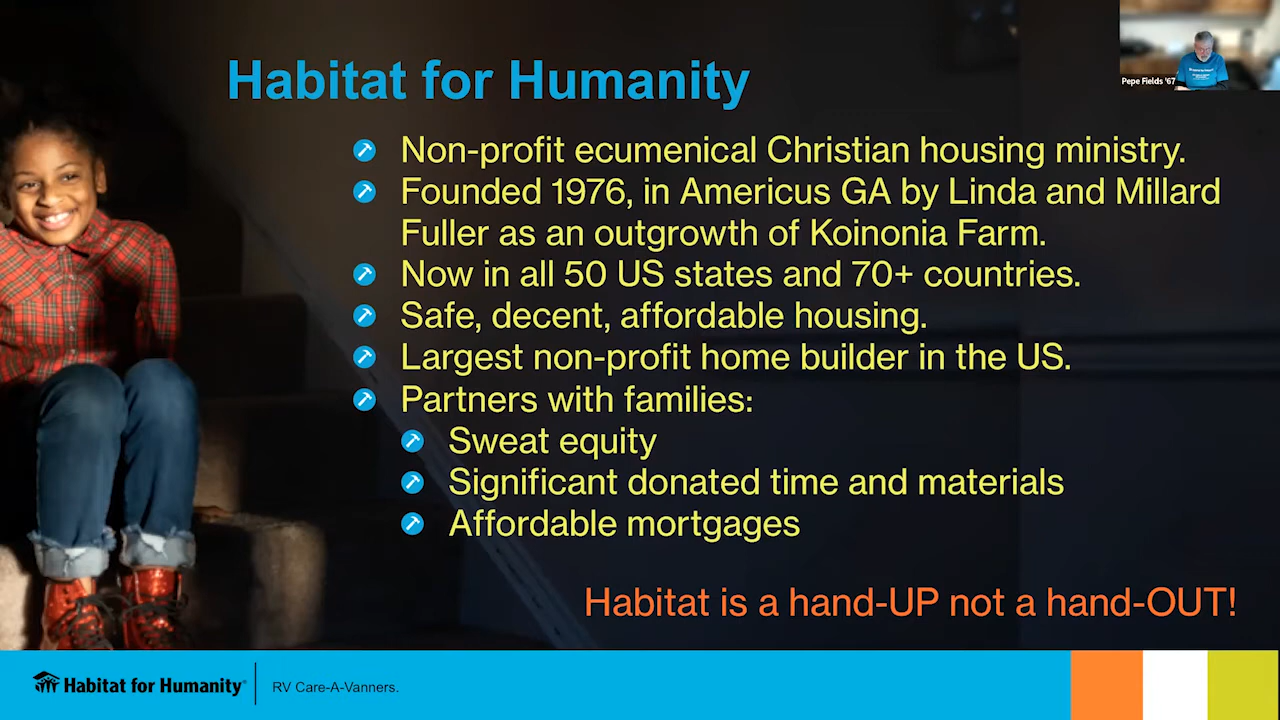 Habitat for Humanity
Pepe Fields '67
Non-profit ecumenical Christian housing ministry.
Founded 1976, in Americus GA by Linda and Millard
Fuller as an outgrowth of Koinonia Farm.
Now in all 50 US states and 70+ countries.
Safe, decent, affordable housing.
Largest non-profit home builder in the US.
Partners with families:
Sweat equity
Significant donated time and materials
Affordable mortgages
Habitat is a hand-UP not a hand-OUT!
Habitat for Humanity®
RV Care-A-Vanners.